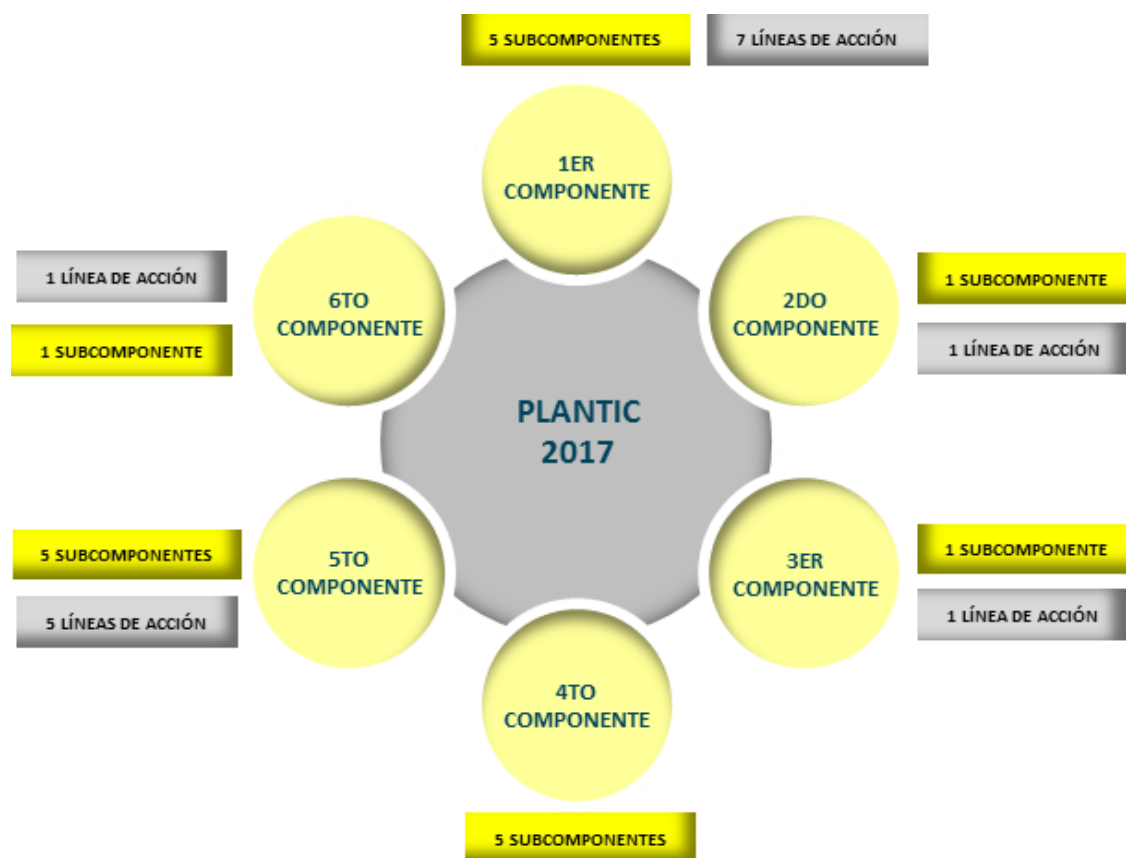 5 SUBCOMPONENTES
7 LÍNEAS DE ACCIÓN
1ER
COMPONENTE
1 LÍNEA DE ACCIÓN
1 SUBCOMPONENTE
6TO
COMPONENTE
2DO
COMPONENTE
1 SUBCOMPONENTE
1 LÍNEA DE ACCIÓN
PLANTIC
2017
5 SUBCOMPONENTES
5 LÍNEAS DE ACCIÓN
5TO
COMPONENTE
3ER
COMPONENTE
1 SUBCOMPONENTE
1 LÍNEA DE ACCIÓN
4TO
COMPONENTE
5 SUBCOMPONENTES